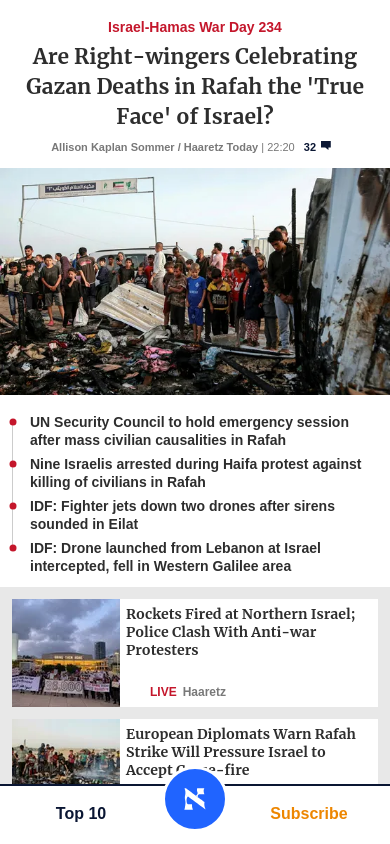 Israel-Hamas War Day 234
Are Right-wingers Celebrating
Gazan Deaths in Rafah the 'True
Face' of Israel?
Allison Kaplan Sommer / Haaretz Today | 22:20 32
UN Security Council to hold emergency session
after mass civilian causalities in Rafah
Nine Israelis arrested during Haifa protest against
killing of civilians in Rafah
IDF: Fighter jets down two drones after sirens
sounded in Eilat
IDF: Drone launched from Lebanon at Israel
intercepted, fell in Western Galilee area
Rockets Fired at Northern Israel;
Police Clash With Anti-war
Protesters
LIVE Haaretz
European Diplomats Warn Rafah
Strike Will Pressure Israel to
Accept
Top 10
Subscribe